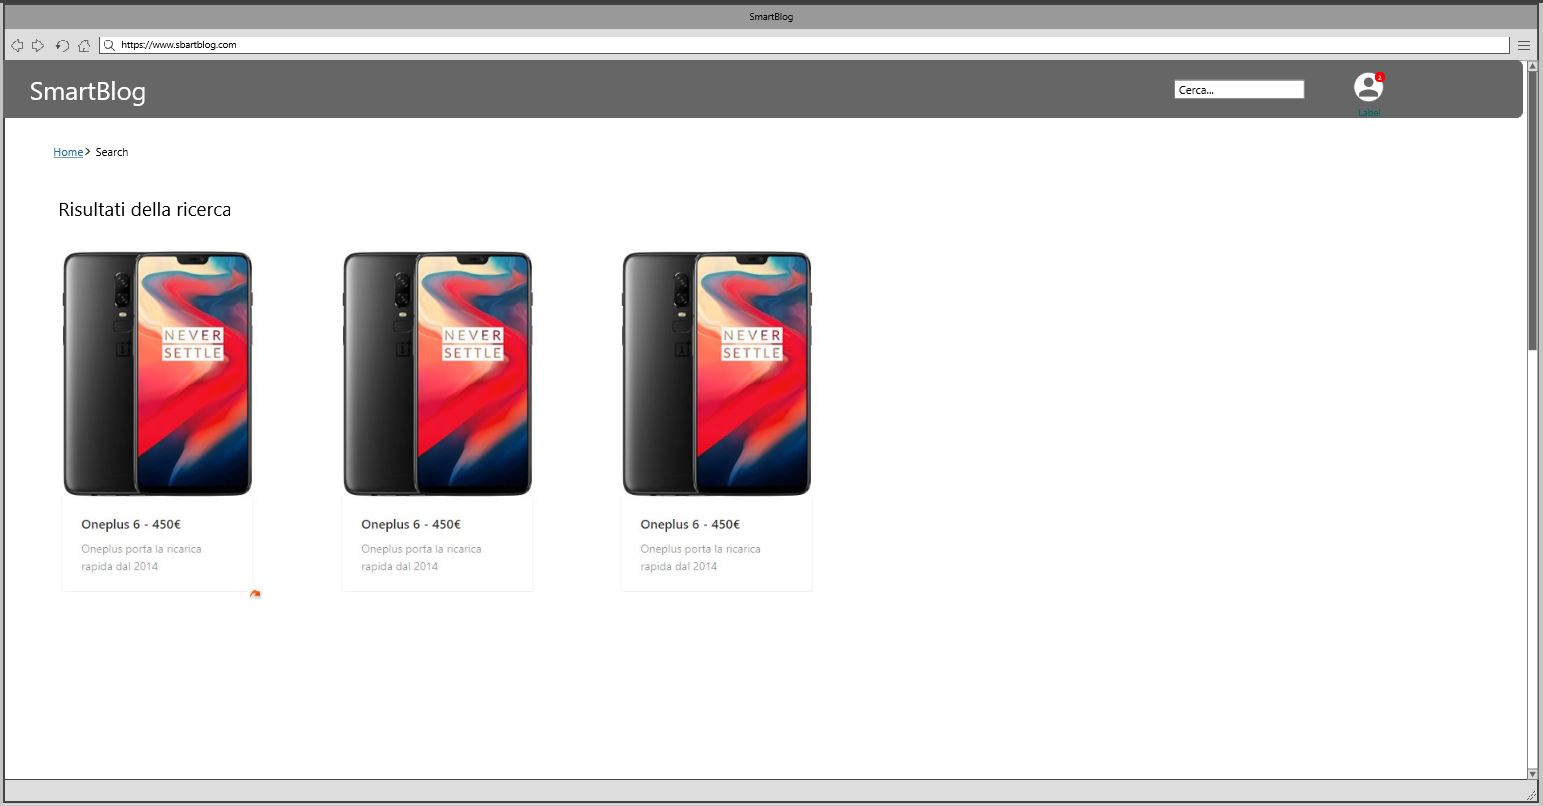 SmartBlog
https://www.sbartblog.com
SmartBlog
Cerca...
2
Label
Home > Search
Risultati della ricerca
NEVER
SETTLE
NEVER
SETTLE
NEVER
SETTLE
Oneplus 6 - 450€
Oneplus porta la ricarica
rapida dal 2014
Oneplus 6 - 450€
Oneplus porta la ricarica
rapida dal 2014
Oneplus 6 - 450€
Oneplus porta la ricarica
rapida dal 2014